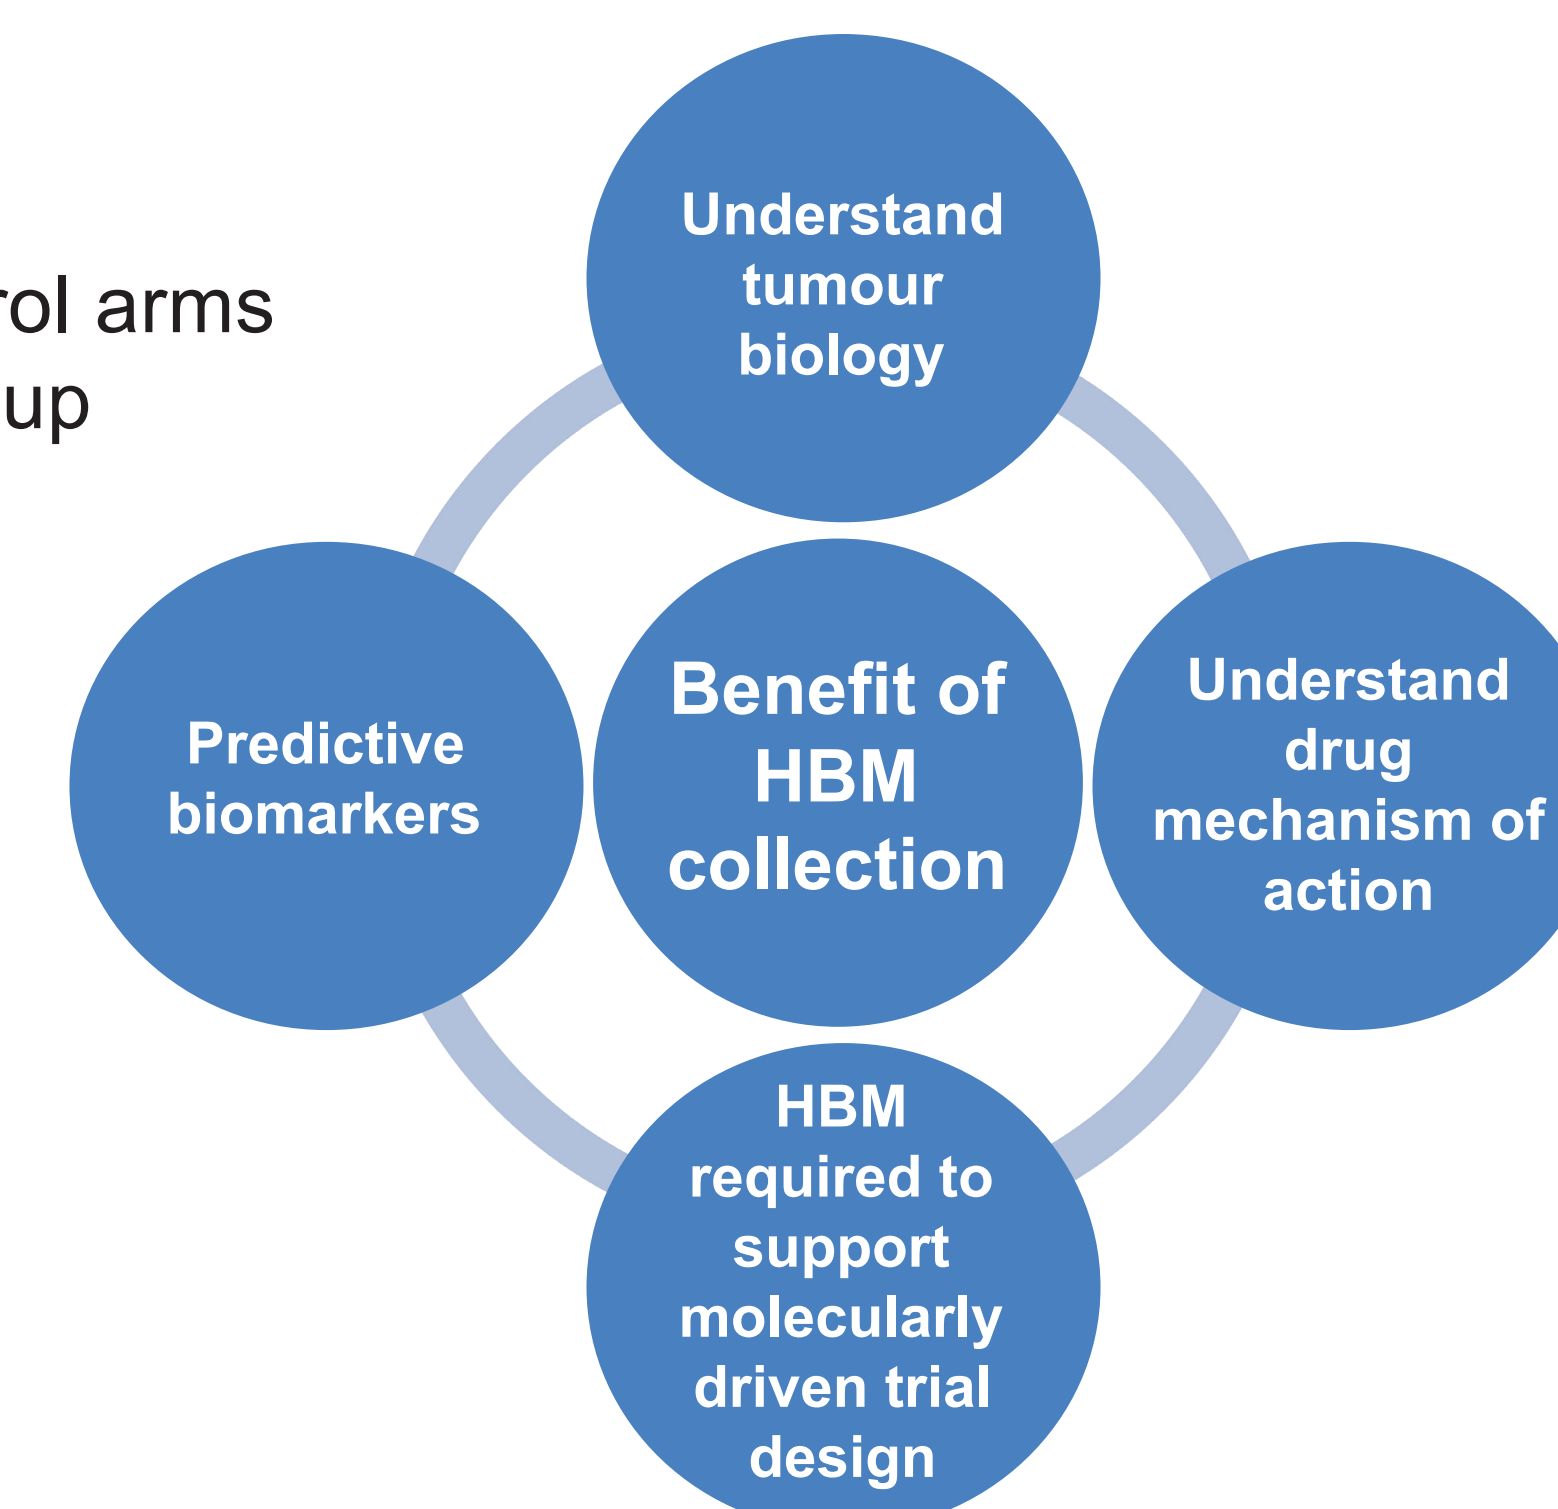 rol arms
up
Understand
tumour
biology
Predictive
biomarkers
Benefit of
HBM
collection
Understand
drug
mechanism of
action
HBM
required to
support
molecularly
driven trial
design